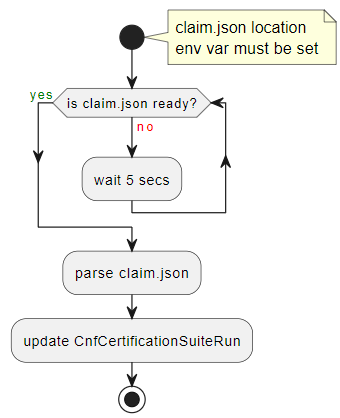 claim.json location
env var must be set
yes
is claim.json ready?
no
wait 5 secs
parse claim.json
update CnfCertificationSuiteRun